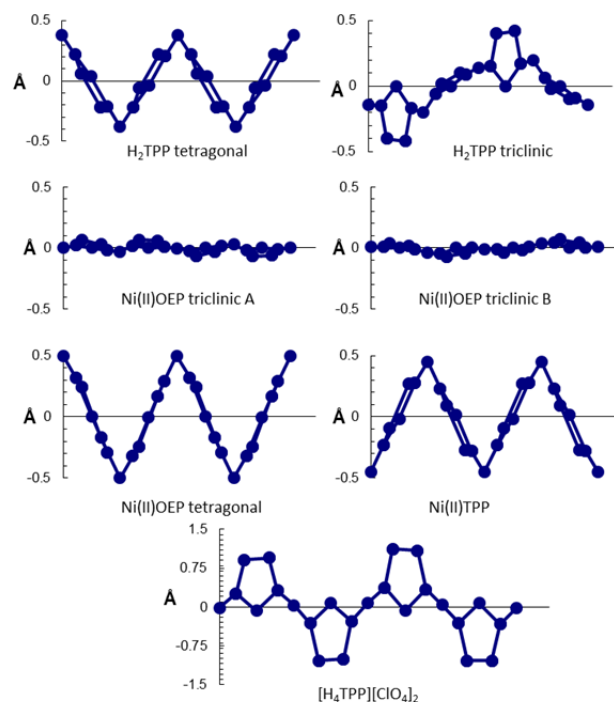 0.5
Å 0
-0.5
H₂TPP tetragonal
0.5
Å 0
-0.5
H₂TPP triclinic
0.5
Å 0
-0.5
Ni(II)OEP triclinic A
0.5
Å 0
-0.5
Ni(II)OEP triclinic B
0.5
Å 0
-0.5
Ni(II)OEP tetragonal
0.5
Å 0
-0.5
Ni(II)TPP
1.5
0.75
Å 0
-0.75
-1.5
[H₄TPP][ClO₄]₂